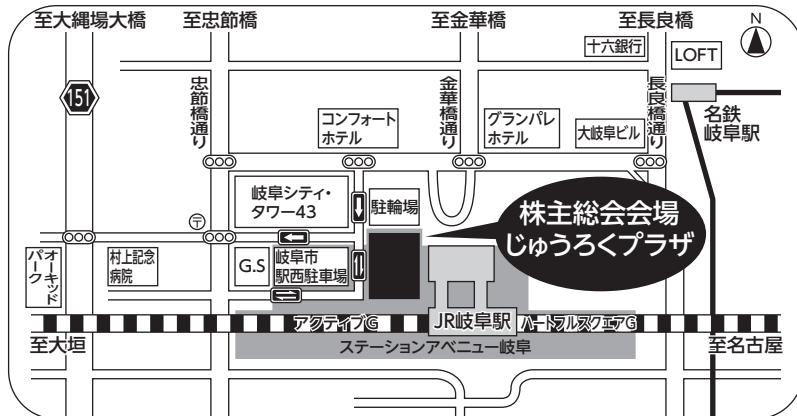 至大縄場大橋
至忠節橋
至金華橋
至長良橋
N
十六銀行
LOFT
151
忠節橋通り
金華橋通り
長良橋通り
名鉄
岐阜駅
コンフォート
ホテル
グランパレ
ホテル
大岐阜ビル
岐阜シティ・
タワー43
駐輪場
株主総会会場
じゅうろくプラザ
〒
オーキッド
パーク
村上記念
病院
G.S
岐阜市
駅西駐車場
アクティブG
JR岐阜駅
ハートフルスクエアG
至大垣
ステーションアベニュー岐阜
至名古屋